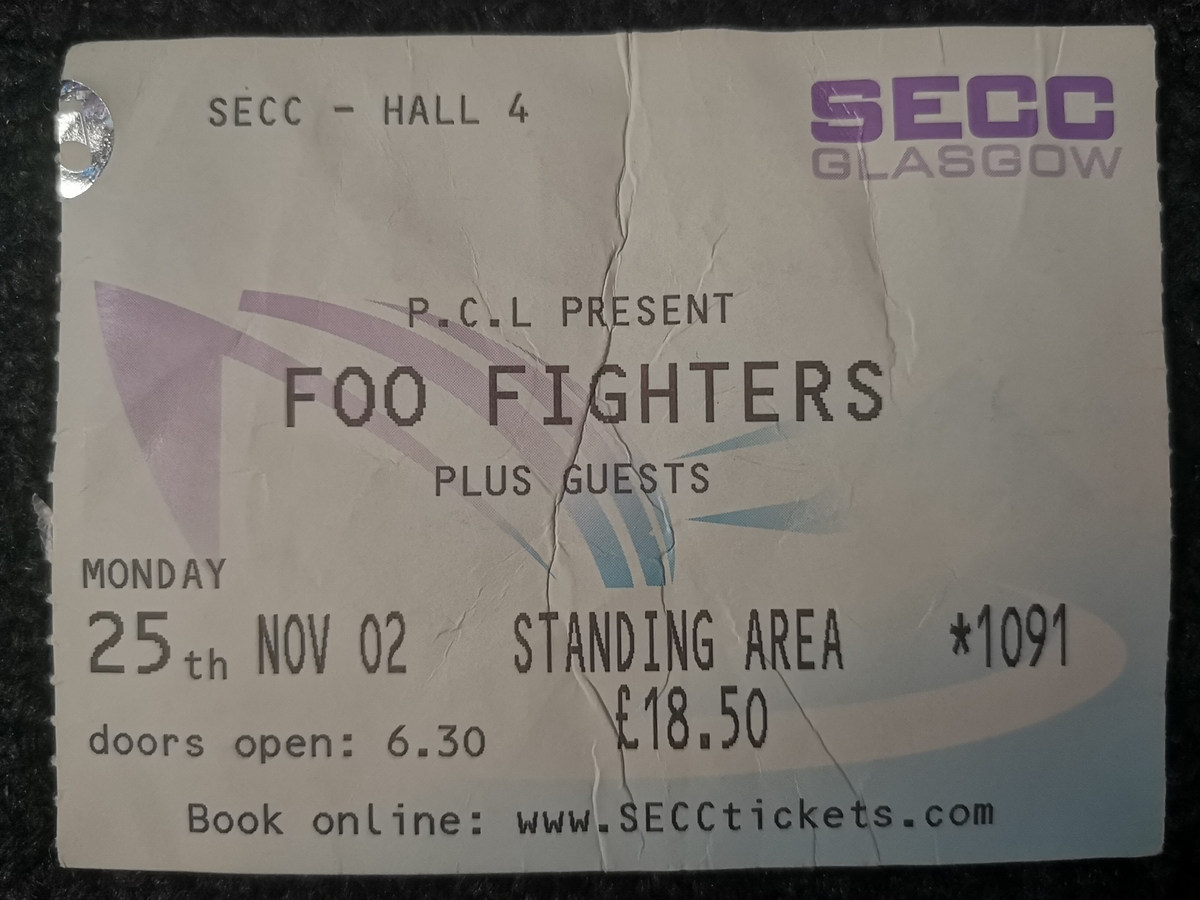 SECC - HALL 4
SECC
GLASGOW
P.C.L PRESENT
FOO FIGHTERS
PLUS GUESTS
MONDAY
25th NOV 02 STANDING AREA *1091
£18.50
doors open: 6.30
Book online: www.SECCtickets.com